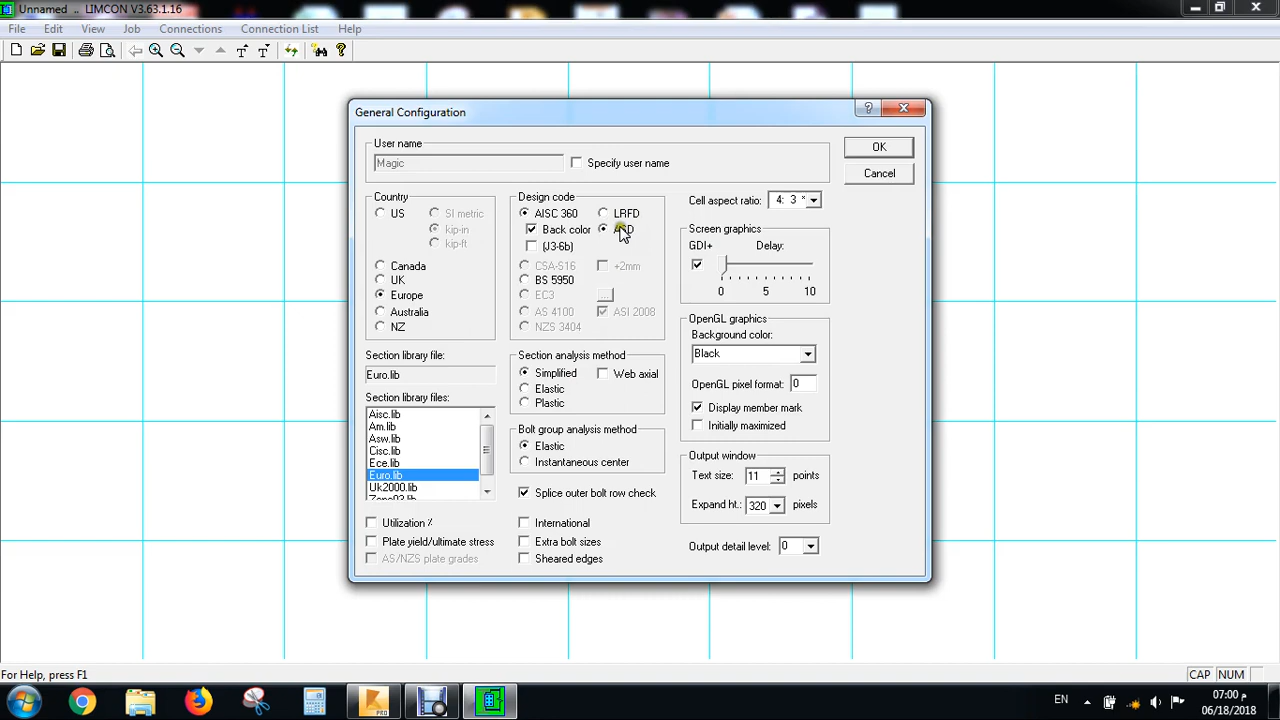 Unnamed .. LIMCON V3.63.1.16
File Edit View Job Connections Connection List Help
General Configuration
User name
Magic
Specify user name
OK
Cancel
Country
US
SI metric
kip-in
kip-ft
Canada
UK
Europe
Australia
NZ
Design code
AISC 360
LRFD
Back color
(J3-6b)
CSA-S16
+2mm
BS 5950
EC3
...
AS 4100
ASI 2008
NZS 3404
Cell aspect ratio: 4: 3 *
Screen graphics
GDI+
Delay:
0 5 10
Section library file:
Euro.lib
Section library files:
Aisc.lib
Am.lib
Asw.lib
Cisc.lib
Ece.lib
Euro.lib
Uk2000.lib
Section analysis method
Simplified
Web axial
Elastic
Plastic
Bolt group analysis method
Elastic
Instantaneous center
Splice outer bolt row check
OpenGL graphics
Background color:
Black
OpenGL pixel format: 0
Display member mark
Initially maximized
Output window
Text size: 11 points
Expand ht.: 320 pixels
Output detail level: 0
Utilization %
Plate yield/ultimate stress
AS/NZS plate grades
International
Extra bolt sizes
Sheared edges
For Help, press F1
CAP NUM
EN
07:00 م
06/18/2018